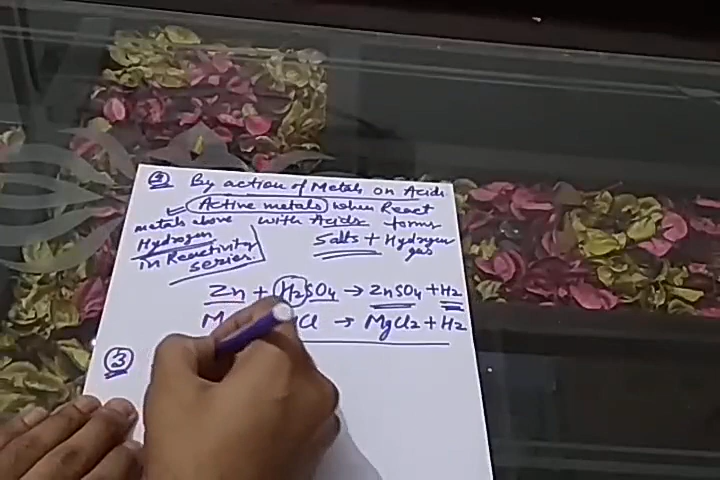 ② By action of Metals on Acids
Active metals when React
metals above with Acids forms
Hydrogen Salts + Hydrogen
in Reactivity gas
series.
Zn + H2SO4 → ZnSO4 + H2
M Cl → MgCl2 + H2
③